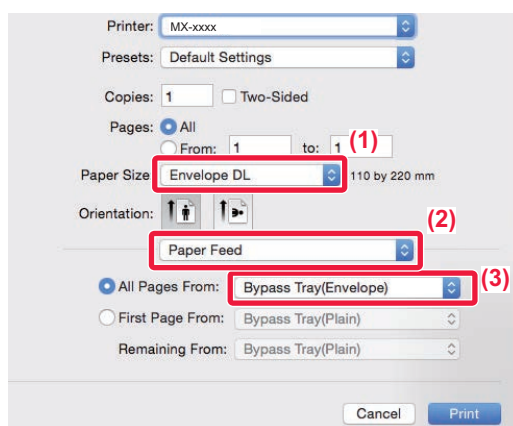 Printer: MX-xxxx
Presets: Default Settings
Copies: 1 Two-Sided
Pages: All
From: 1 to: 1 (1)
Paper Size Envelope DL 110 by 220 mm
Orientation:
(2)
Paper Feed
(3)
All Pages From: Bypass Tray(Envelope)
First Page From: Bypass Tray(Plain)
Remaining From: Bypass Tray(Plain)
Cancel Print